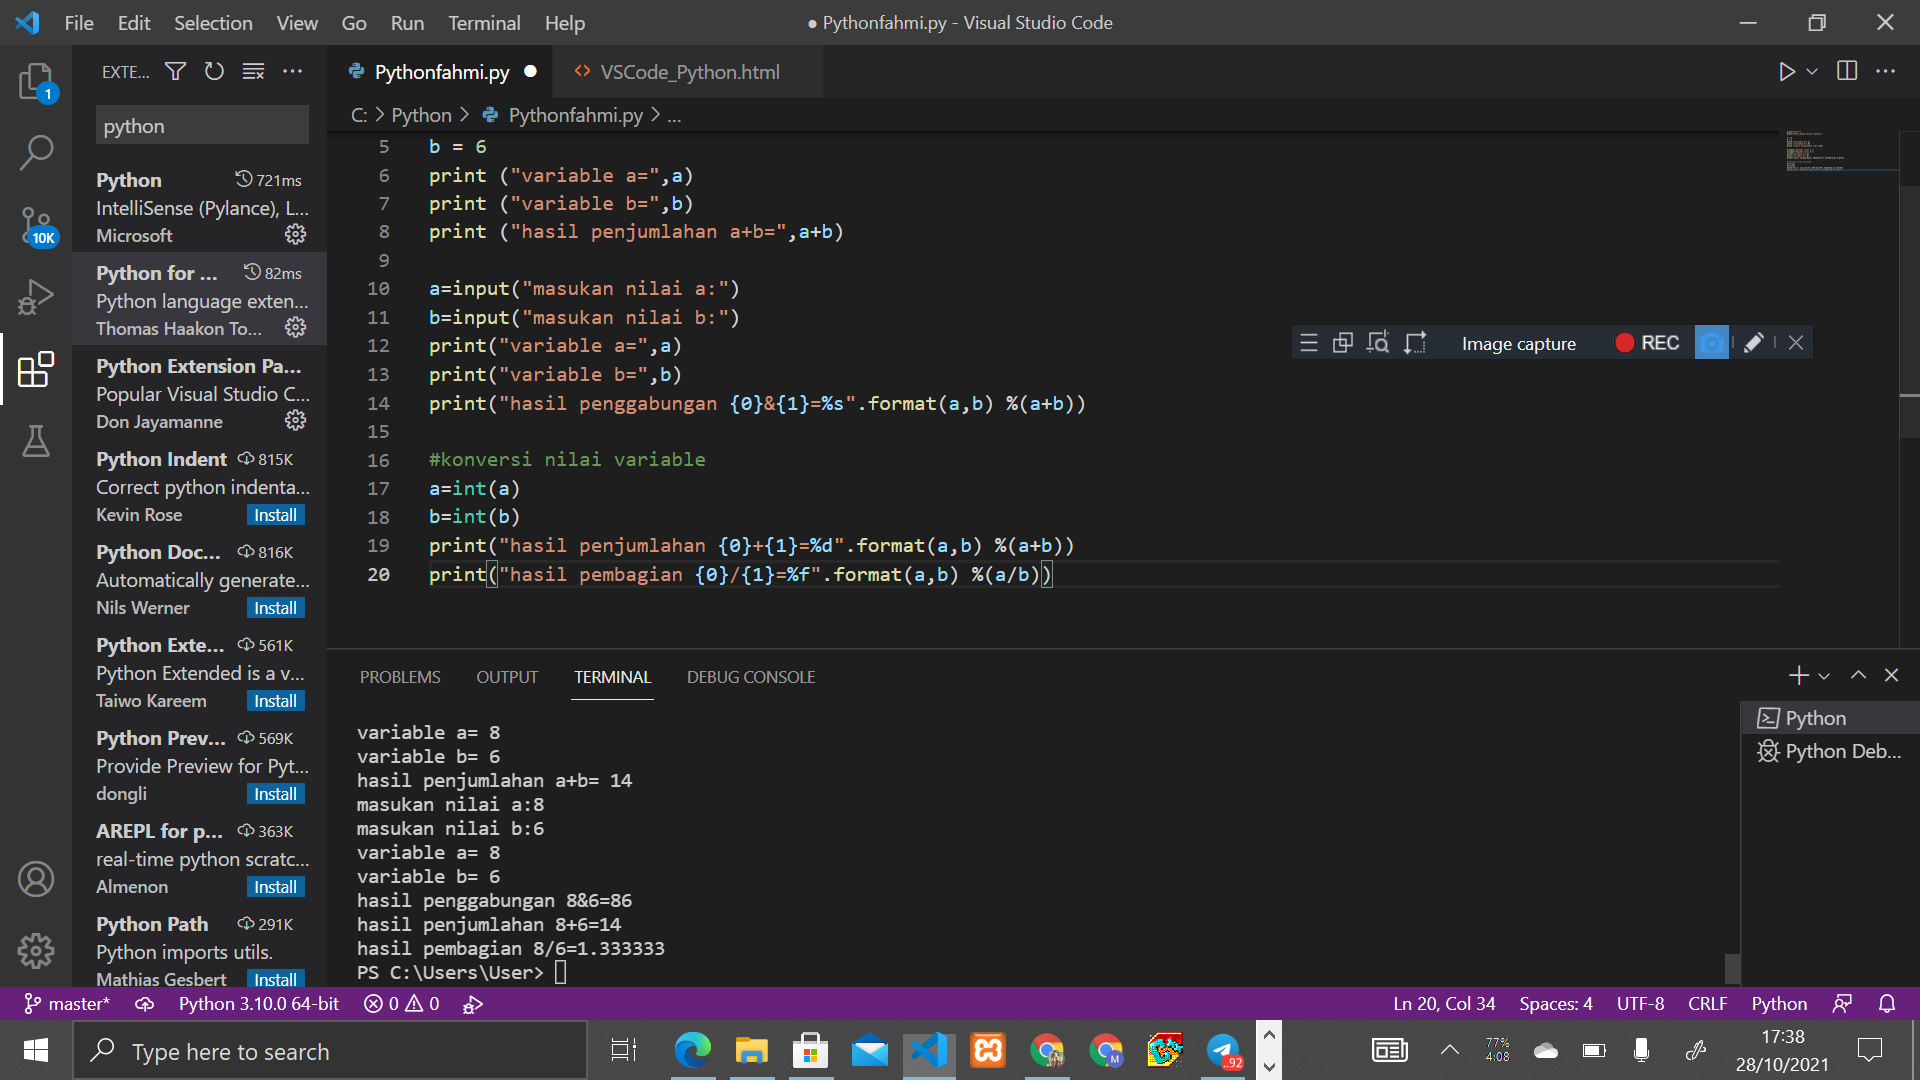 File Edit Selection View Go Run Terminal Help
● Pythonfahmi.py - Visual Studio Code
EXTE...
Pythonfahmi.py
VSCode_Python.html
1
python
C: > Python > Pythonfahmi.py > ...
Python 721ms
IntelliSense (Pylance), L...
Microsoft
10K
Python for ... 82ms
Python language exten...
Thomas Haakon To...
Python Extension Pa...
Popular Visual Studio C...
Don Jayamanne
Python Indent 815K
Correct python indenta...
Kevin Rose Install
Python Doc... 816K
Automatically generate...
Nils Werner Install
Python Exte... 561K
Python Extended is a v...
Taiwo Kareem Install
Python Prev... 569K
Provide Preview for Pyt...
dongli Install
AREPL for p... 363K
real-time python scratc...
Almenon Install
Python Path 291K
Python imports utils.
Mathias Gesbert Install
5 b = 6
6 print ("variable a=",a)
7 print ("variable b=",b)
8 print ("hasil penjumlahan a+b=",a+b)
9
10 a=input("masukan nilai a:")
11 b=input("masukan nilai b:")
12 print("variable a=",a)
13 print("variable b=",b)
14 print("hasil penggabungan {0}&{1}=%s".format(a,b) %(a+b))
15
16 #konversi nilai variable
17 a=int(a)
18 b=int(b)
19 print("hasil penjumlahan {0}+{1}=%d".format(a,b) %(a+b))
20 print("hasil pembagian {0}/{1}=%f".format(a,b) %(a/b))
Image capture REC
PROBLEMS OUTPUT TERMINAL DEBUG CONSOLE
variable a= 8
variable b= 6
hasil penjumlahan a+b= 14
masukan nilai a:8
masukan nilai b:6
variable a= 8
variable b= 6
hasil penggabungan 8&6=86
hasil penjumlahan 8+6=14
hasil pembagian 8/6=1.333333
PS C:\Users\User>
Python
Python Deb...
master* Python 3.10.0 64-bit 0 0
Ln 20, Col 34 Spaces: 4 UTF-8 CRLF Python
Type here to search
M
..92
77%
4:08
17:38
28/10/2021